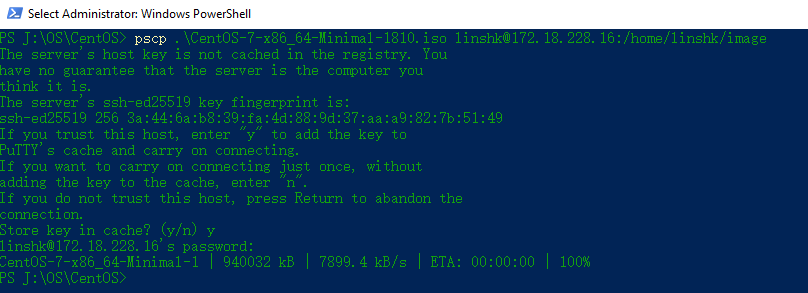 Select Administrator: Windows PowerShell
PS J:\OS\CentOS> pscp .\CentOS-7-x86_64-Minimal-1810.iso linshk@172.18.228.16:/home/linshk/image
The server's host key is not cached in the registry. You
have no guarantee that the server is the computer you
think it is.
The server's ssh-ed25519 key fingerprint is:
ssh-ed25519 256 3a:44:6a:b8:39:fa:4d:88:9d:37:aa:a9:82:7b:51:49
If you trust this host, enter "y" to add the key to
PuTTY's cache and carry on connecting.
If you want to carry on connecting just once, without
adding the key to the cache, enter "n".
If you do not trust this host, press Return to abandon the
connection.
Store key in cache? (y/n) y
linshk@172.18.228.16's password:
CentOS-7-x86_64-Minimal-1 | 940032 kB | 7899.4 kB/s | ETA: 00:00:00 | 100%
PS J:\OS\CentOS>